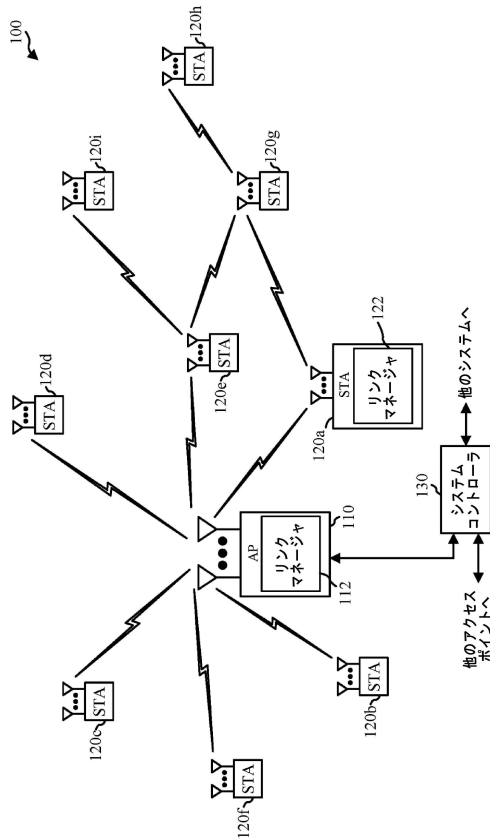 100
STA
120h
STA
120i
STA
120g
STA
120d
STA
120e
STA
リンク
マネージャ
122
120a
AP
リンク
マネージャ
110
112
STA
120c
STA
120f
STA
120b
130
システム
コントローラ
他のシステムへ
他のアクセス
ポイントへ